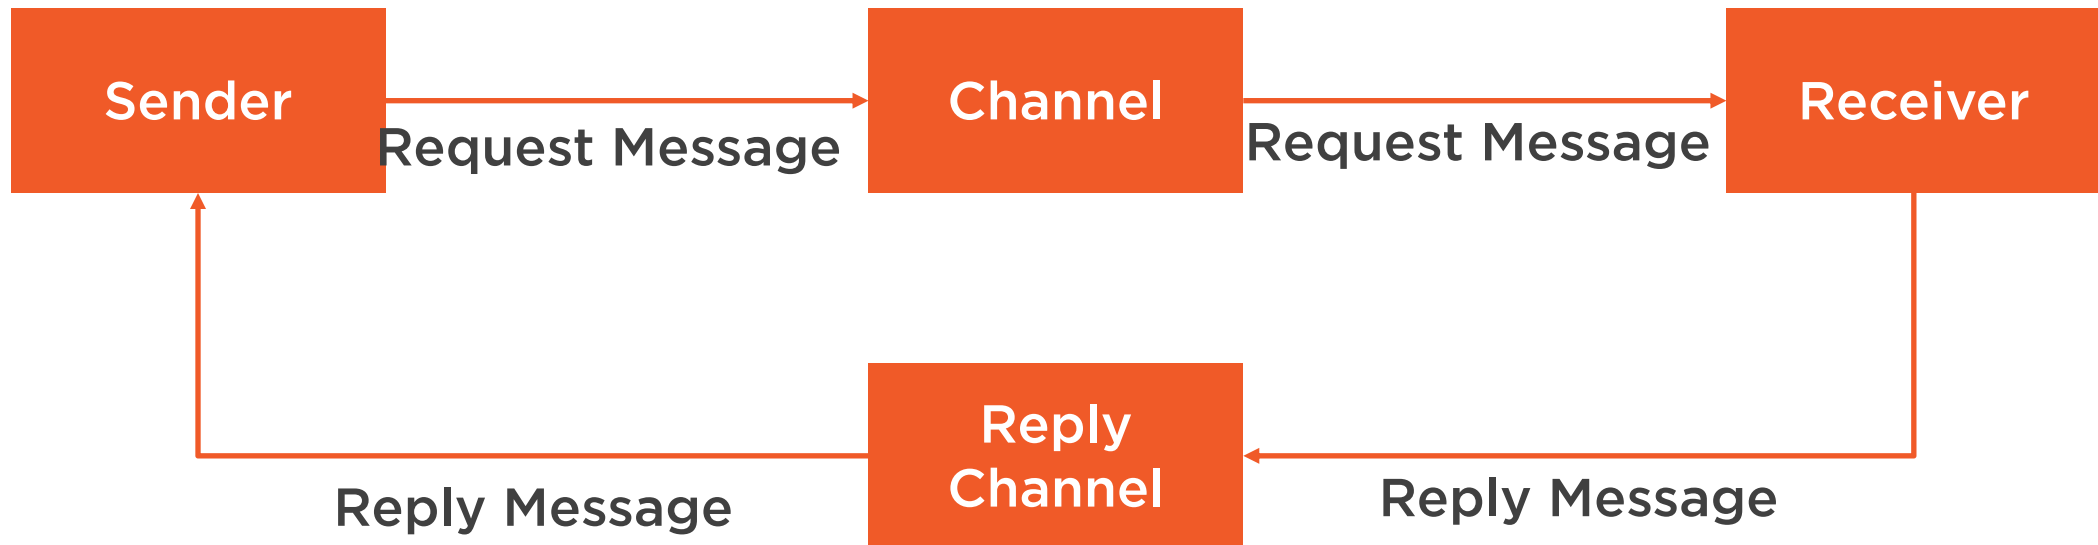 Sender
Channel
Receiver
Request Message
Request Message
Reply
Channel
Reply Message
Reply Message